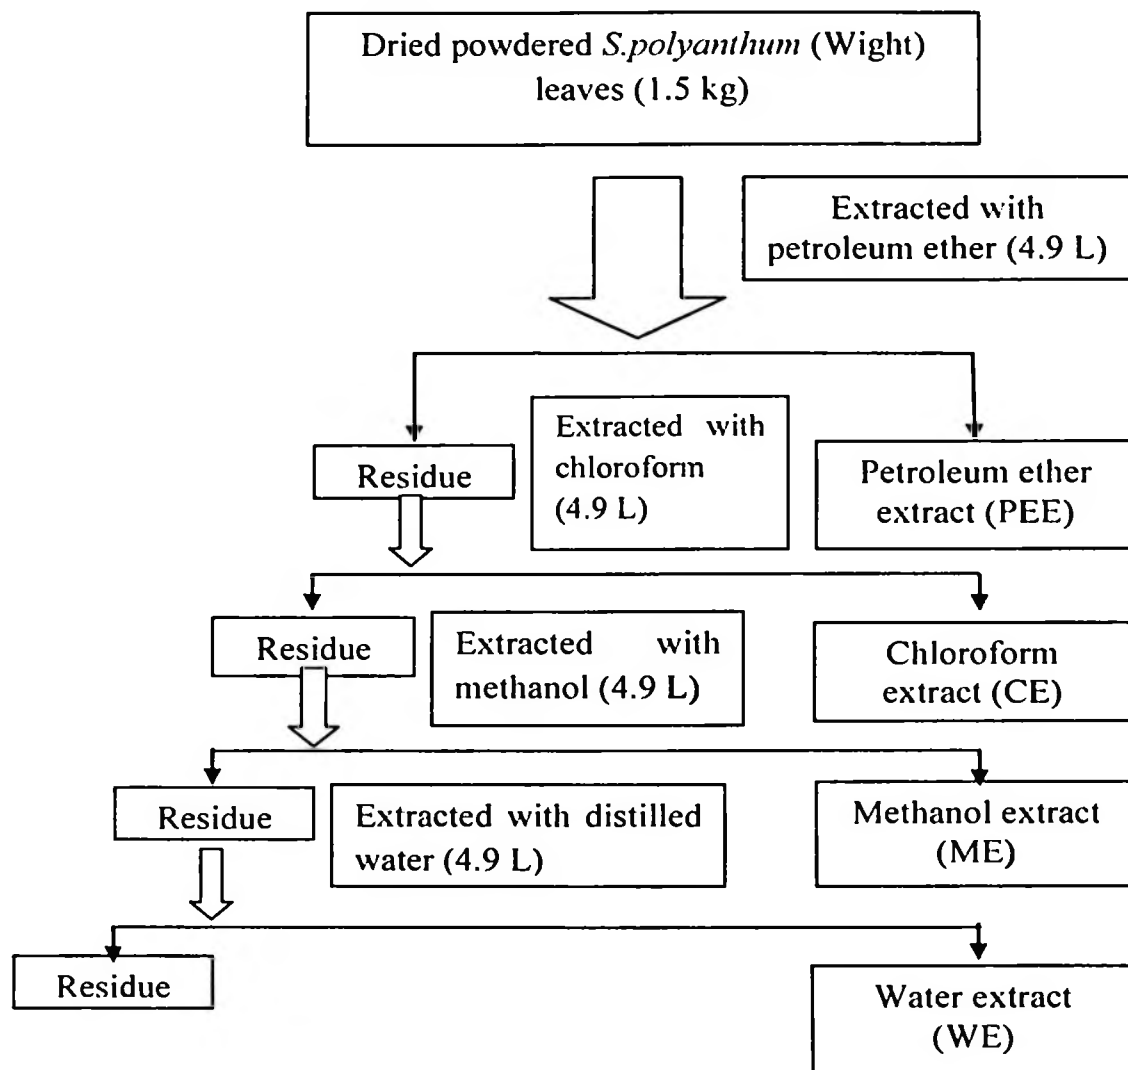 Dried powdered S.polyanthum (Wight)
leaves (1.5 kg)
Extracted with
petroleum ether (4.9 L)
Extracted with
chloroform
(4.9 L)
Residue
Petroleum ether
extract (PEE)
Residue
Extracted with
methanol (4.9 L)
Chloroform
extract (CE)
Residue
Extracted with distilled
water (4.9 L)
Methanol extract
(ME)
Residue
Water extract
(WE)